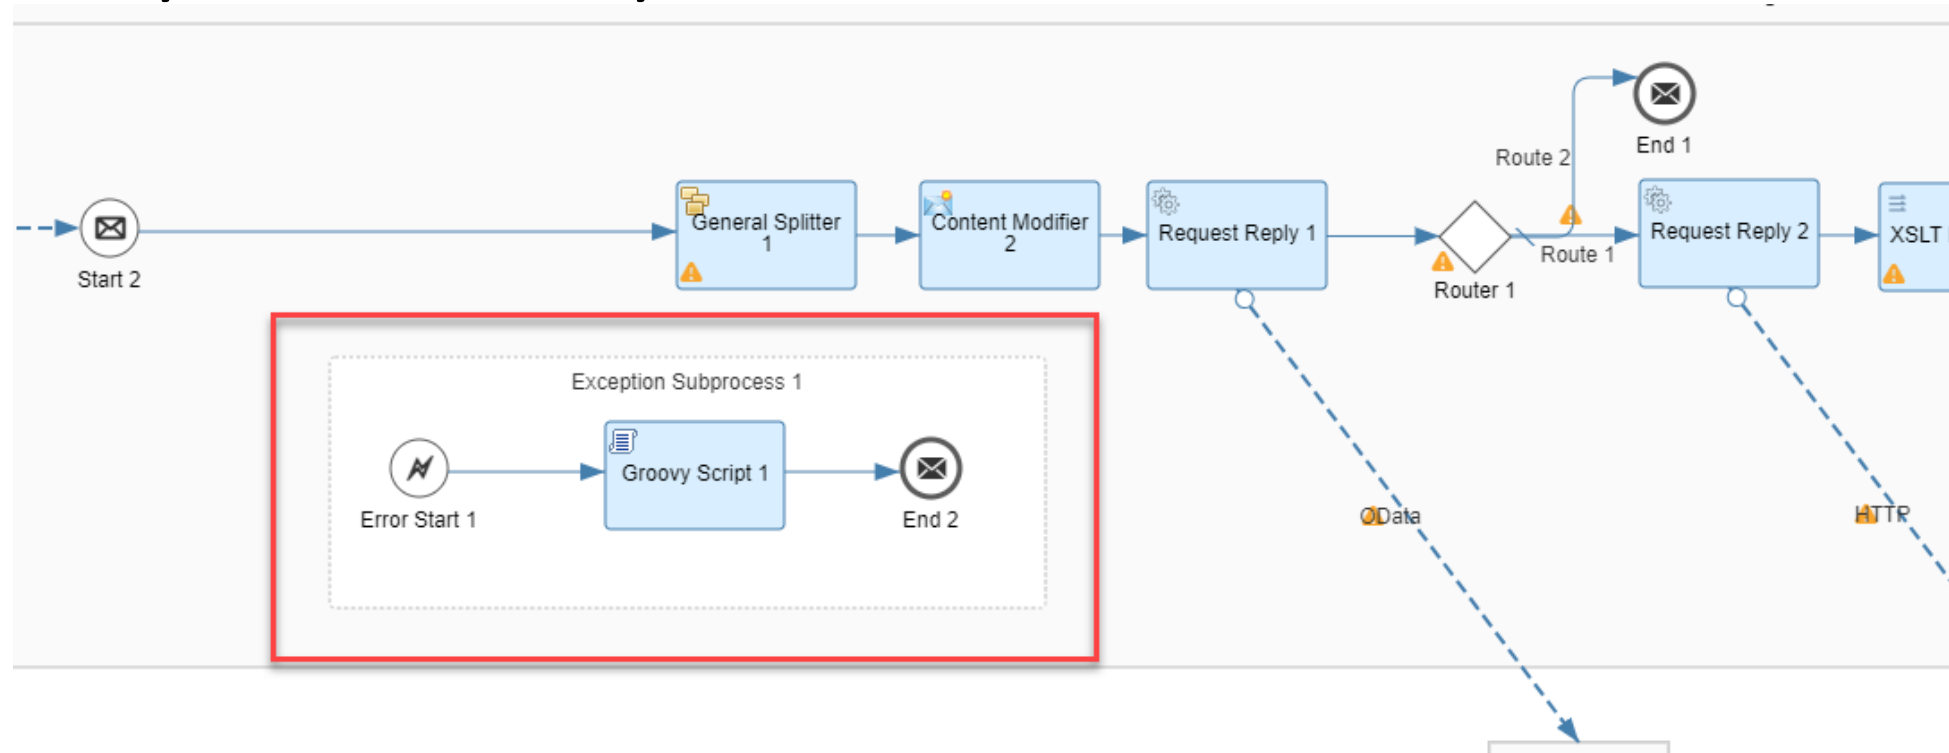 Route 2
End 1
General Splitter
1
Content Modifier
2
Request Reply 1
Request Reply 2
XSLT
Route 1
Start 2
Router 1
Exception Subprocess 1
Groovy Script 1
Error Start 1
End 2
OData
HTTP